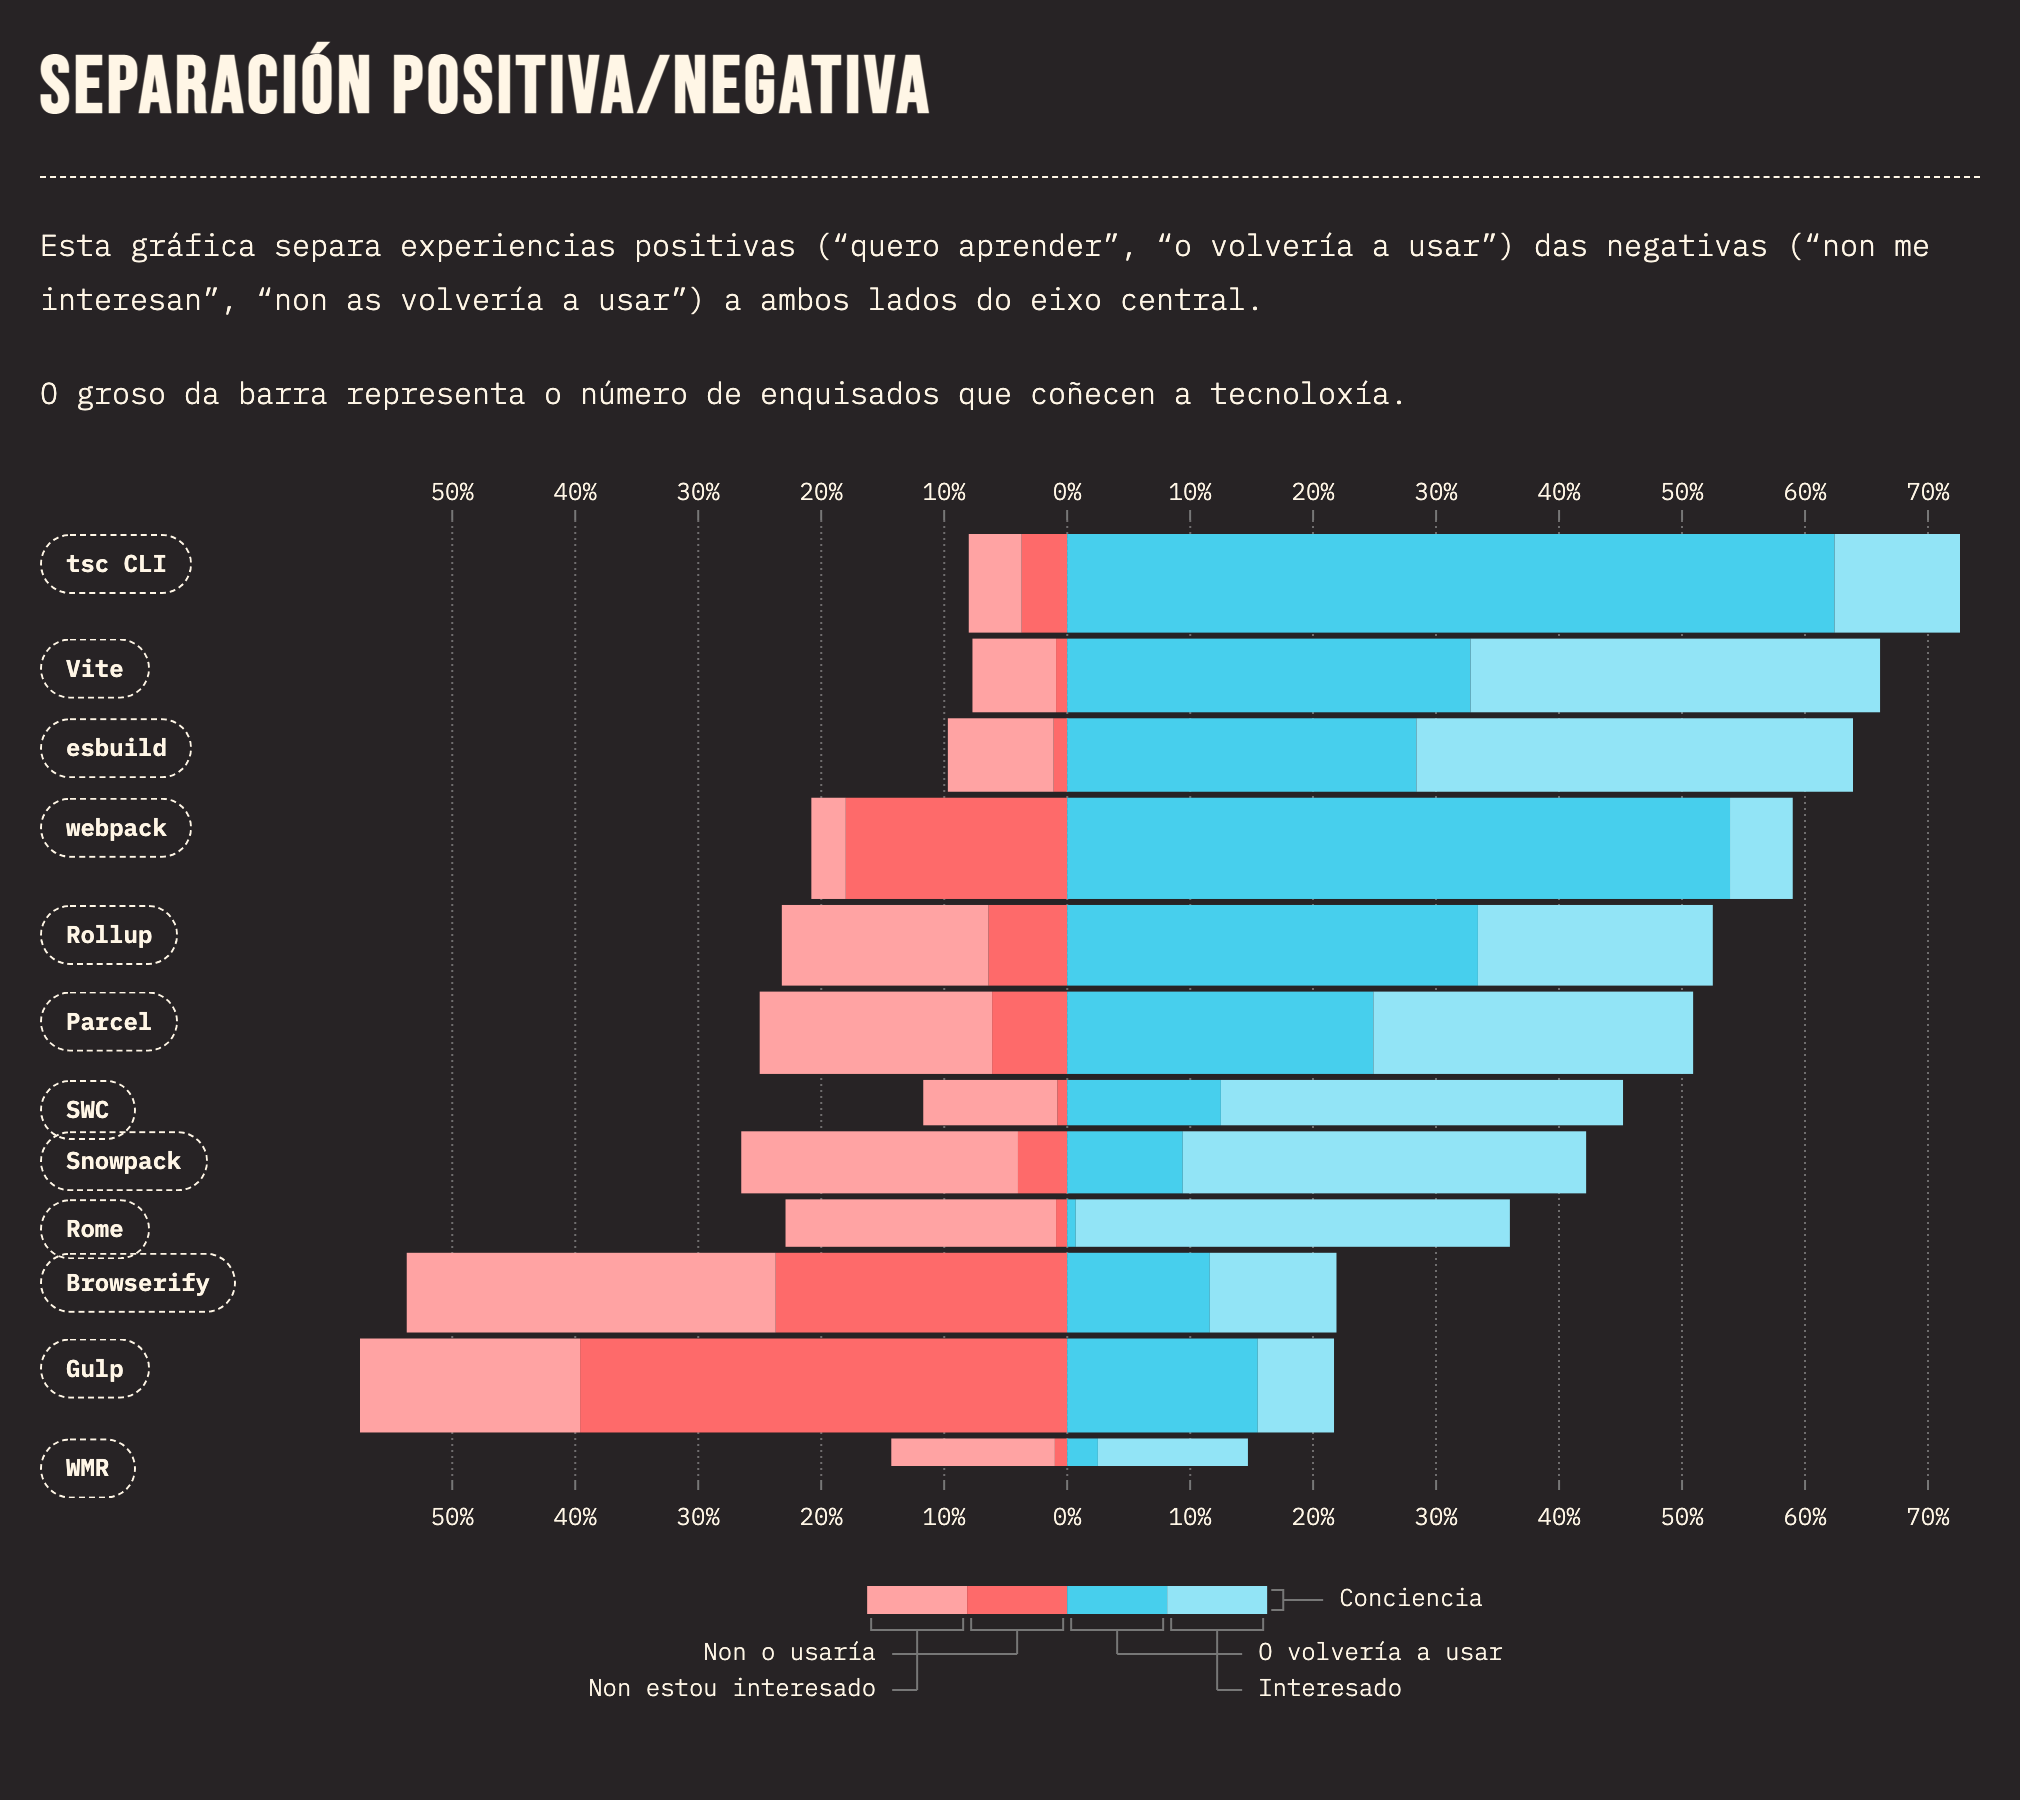 SEPARACIÓN POSITIVA/NEGATIVA
Esta gráfica separa experiencias positivas (“quero aprender”, “o volvería a usar”) das negativas (“non me
interesan”, “non as volvería a usar”) a ambos lados do eixo central.
O groso da barra representa o número de enquisados que coñecen a tecnoloxía.
50% 40% 30% 20% 10% 0% 10% 20% 30% 40% 50% 60% 70%
tsc CLI
Vite
esbuild
webpack
Rollup
Parcel
SWC
Snowpack
Rome
Browserify
Gulp
WMR
50% 40% 30% 20% 10% 0% 10% 20% 30% 40% 50% 60% 70%
Conciencia
Non o usaría O volvería a usar
Non estou interesado Interesado